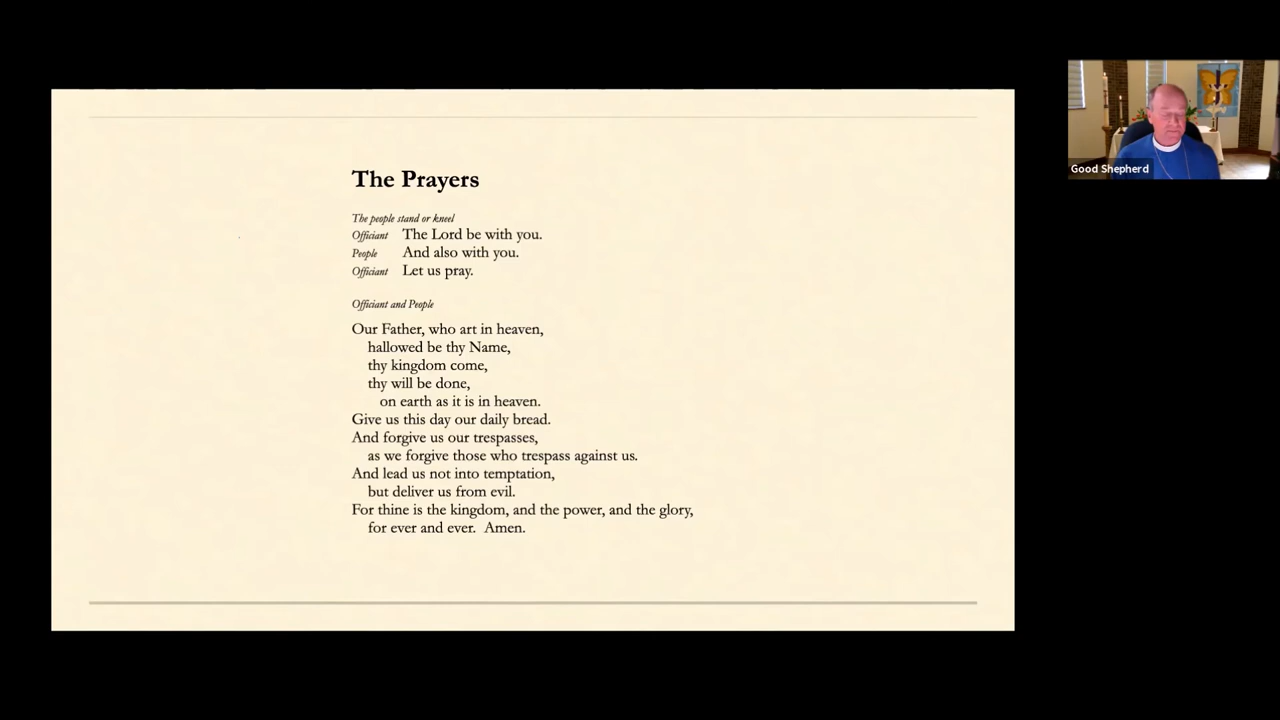 The Prayers
The people stand or kneel
Officiant The Lord be with you.
People And also with you.
Officiant Let us pray.
Officiant and People
Our Father, who art in heaven,
hallowed be thy Name,
thy kingdom come,
thy will be done,
on earth as it is in heaven.
Give us this day our daily bread.
And forgive us our trespasses,
as we forgive those who trespass against us.
And lead us not into temptation,
but deliver us from evil.
For thine is the kingdom, and the power, and the glory,
for ever and ever. Amen.
Good Shepherd